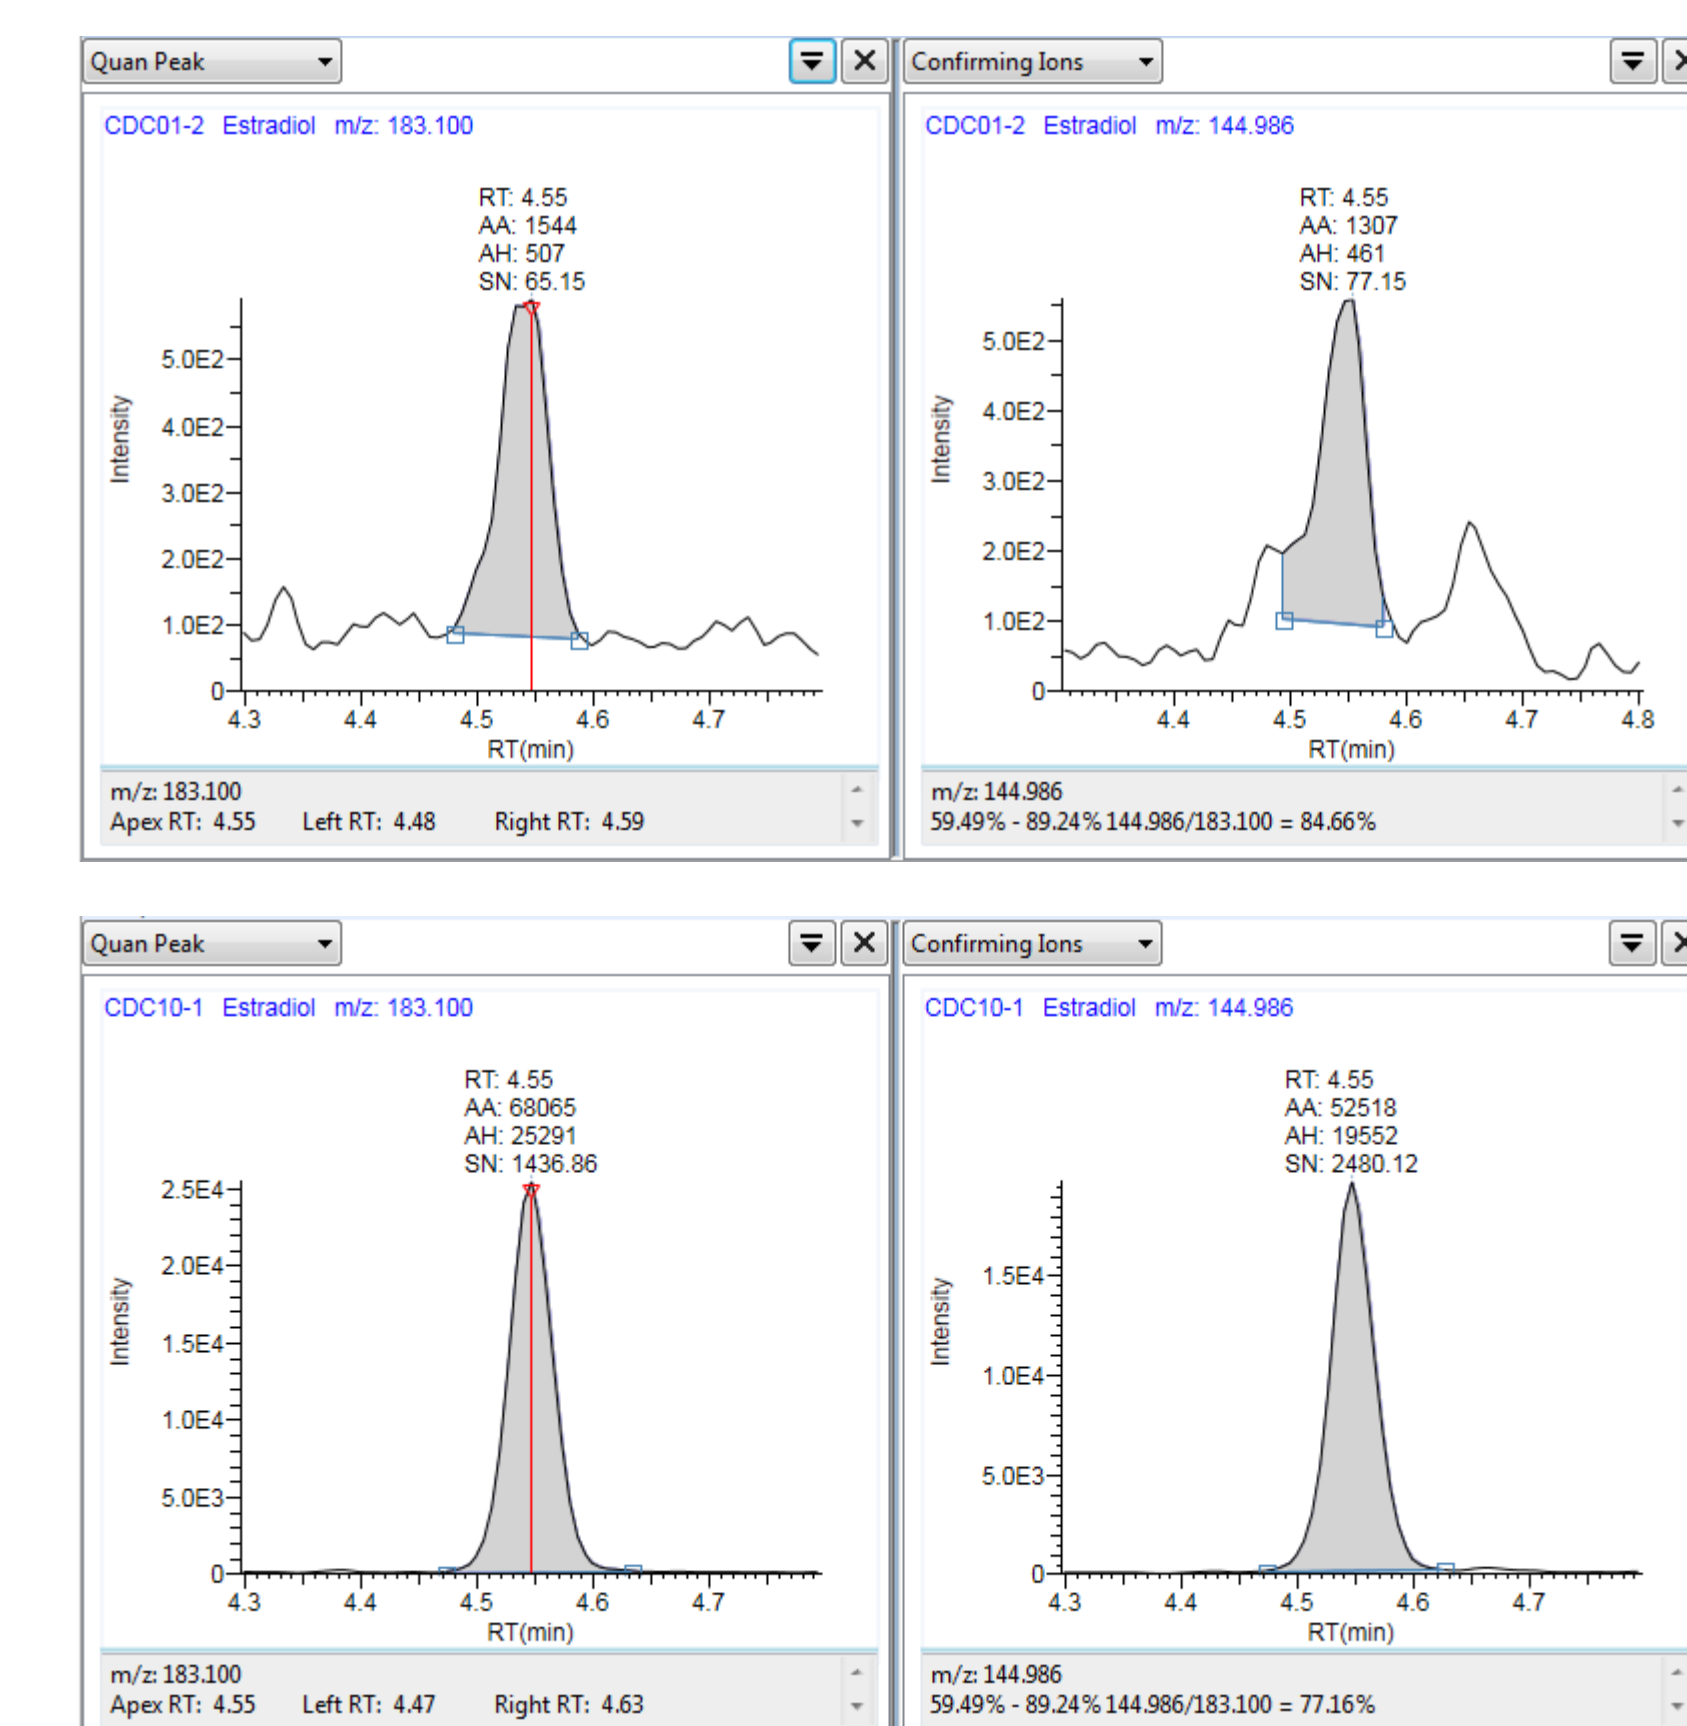 Quan Peak
CDC01-2 Estradiol m/z: 183.100
RT: 4.55
AA: 1544
AH: 507
SN: 65.15
5.0E2
4.0E2
3.0E2
2.0E2
1.0E2
0
Intensity
4.3 4.4 4.5 4.6 4.7
RT(min)
m/z: 183.100
Apex RT: 4.55 Left RT: 4.48 Right RT: 4.59
Confirming Ions
CDC01-2 Estradiol m/z: 144.986
RT: 4.55
AA: 1307
AH: 461
SN: 77.15
5.0E2
4.0E2
3.0E2
2.0E2
1.0E2
0
Intensity
4.4 4.5 4.6 4.7 4.8
RT(min)
m/z: 144.986
59.49% - 89.24% 144.986/183.100 = 84.66%
Quan Peak
CDC10-1 Estradiol m/z: 183.100
RT: 4.55
AA: 68065
AH: 25291
SN: 1436.86
2.5E4
2.0E4
1.5E4
1.0E4
5.0E3
0
Intensity
4.3 4.4 4.5 4.6 4.7
RT(min)
m/z: 183.100
Apex RT: 4.55 Left RT: 4.47 Right RT: 4.63
Confirming Ions
CDC10-1 Estradiol m/z: 144.986
RT: 4.55
AA: 52518
AH: 19552
SN: 2480.12
1.5E4
1.0E4
5.0E3
0
Intensity
4.3 4.4 4.5 4.6 4.7
RT(min)
m/z: 144.986
59.49% - 89.24% 144.986/183.100 = 77.16%